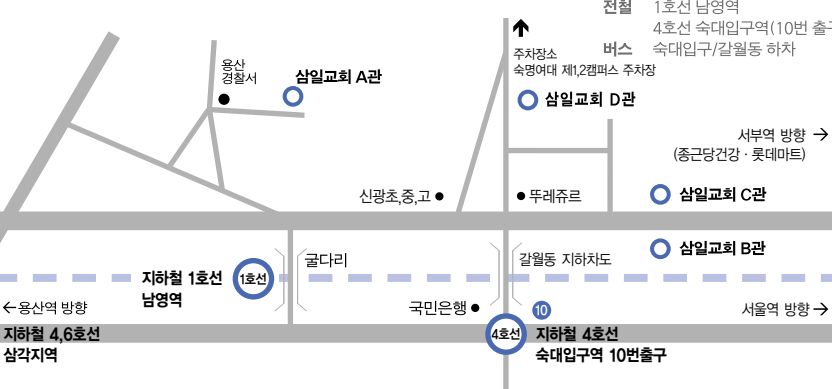 전철 1호선 남영역
4호선 숙대입구역(10번 출구
버스 숙대입구/갈월동 하차
주차장소
숙명여대 제1,2캠퍼스 주차장
용산
경찰서
삼일교회 A관
삼일교회 D관
서부역 방향
(종근당건강 · 롯데마트)
신광초,중,고
뚜레쥬르
삼일교회 C관
삼일교회 B관
굴다리
갈월동 지하차도
지하철 1호선
남영역
1호선
용산역 방향
국민은행
10
서울역 방향
지하철 4,6호선
삼각지역
4호선
지하철 4호선
숙대입구역 10번출구